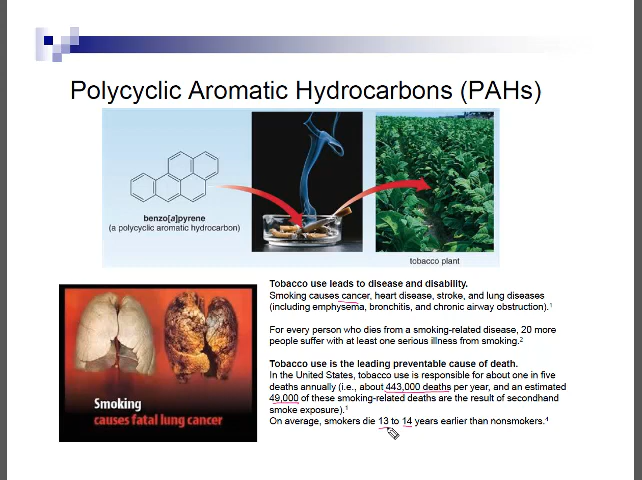 Polycyclic Aromatic Hydrocarbons (PAHs)
benzo[a]pyrene
(a polycyclic aromatic hydrocarbon)
tobacco plant
Smoking
causes fatal lung cancer
Tobacco use leads to disease and disability.
Smoking causes cancer, heart disease, stroke, and lung diseases
(including emphysema, bronchitis, and chronic airway obstruction).¹
For every person who dies from a smoking-related disease, 20 more
people suffer with at least one serious illness from smoking.²
Tobacco use is the leading preventable cause of death.
In the United States, tobacco use is responsible for about one in five
deaths annually (i.e., about 443,000 deaths per year, and an estimated
49,000 of these smoking-related deaths are the result of secondhand
smoke exposure).¹
On average, smokers die 13 to 14 years earlier than nonsmokers.⁴